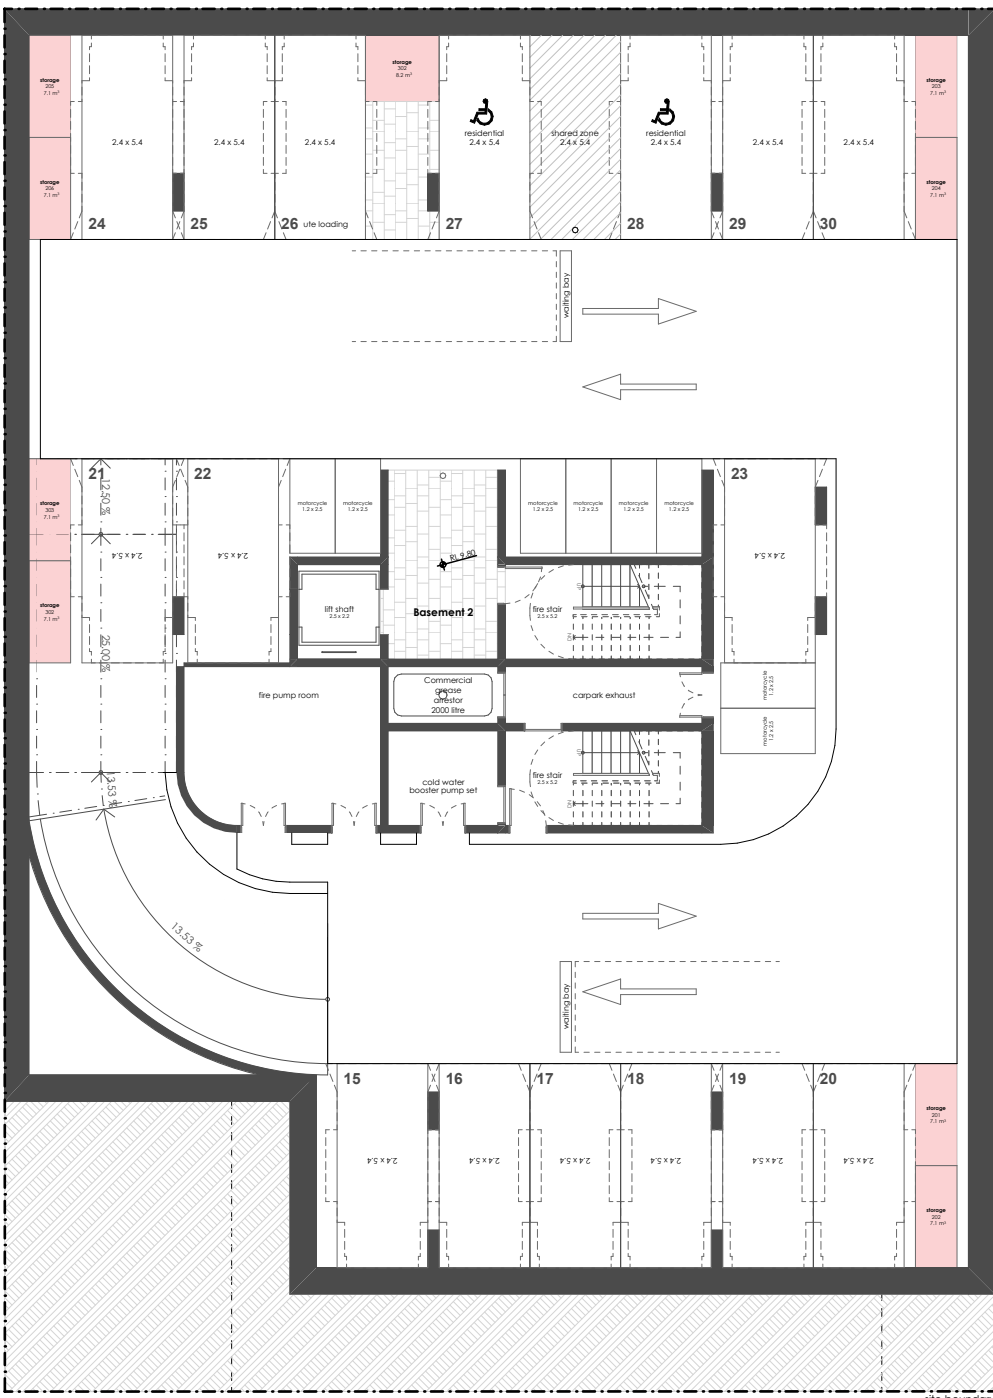 storage
205
7.1 m²
storage
302
8.2 m²
storage
203
7.1 m²
2.4 x 5.4
2.4 x 5.4
2.4 x 5.4
residential
2.4 x 5.4
shared zone
2.4 x 5.4
residential
2.4 x 5.4
2.4 x 5.4
2.4 x 5.4
storage
206
7.1 m²
storage
204
7.1 m²
24
25
26 ute loading
27
28
29
30
waiting bay
21
22
23
12.50 %
storage
303
7.1 m²
motorcycle
1.2 x 2.5
motorcycle
1.2 x 2.5
motorcycle
1.2 x 2.5
motorcycle
1.2 x 2.5
motorcycle
1.2 x 2.5
motorcycle
1.2 x 2.5
2.4 x 5.4
2.4 x 5.4
2.4 x 5.4
RL 9.80
storage
302
7.1 m²
lift shaft
2.5 x 2.2
Basement 2
fire stair
2.5 x 5.2
UP
DN
25.00 %
fire pump room
Commercial
grease
arrestor
2000 litre
carpark exhaust
motorcycle
1.2 x 2.5
motorcycle
1.2 x 2.5
13.53 %
cold water
booster pump set
fire stair
2.5 x 5.2
UP
DN
13.53 %
waiting bay
15
16
17
18
19
20
storage
201
7.1 m²
2.4 x 5.4
2.4 x 5.4
2.4 x 5.4
2.4 x 5.4
2.4 x 5.4
2.4 x 5.4
storage
202
7.1 m²